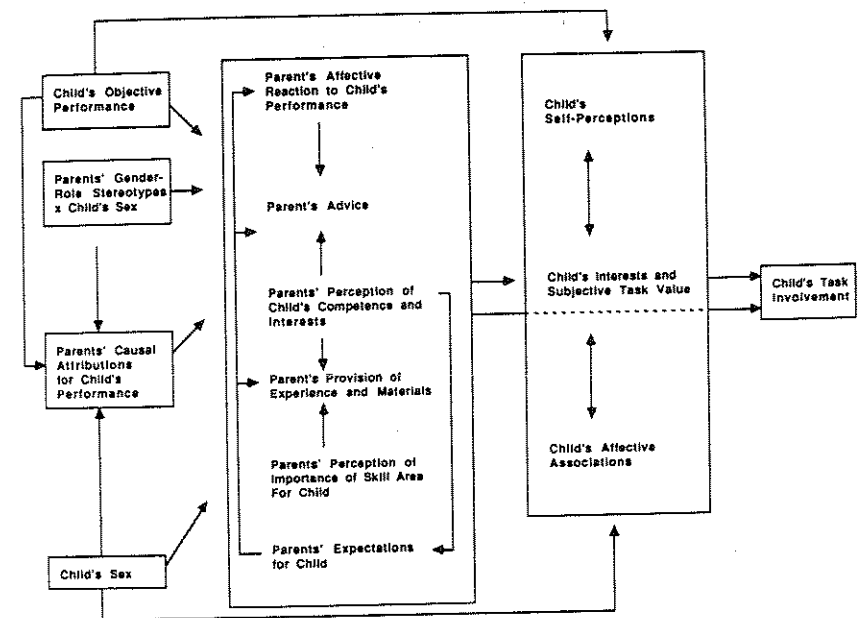 Child's Objective
Performance
Parents' Gender-
Role Stereotypes
x Child's Sex
Parents' Causal
Attributions
for Child's
Performance
Child's Sex
Parent's Affective
Reaction to Child's
Performance
Parent's Advice
Parents' Perception of
Child's Competence and
Interests
Parent's Provision of
Experience and Materials
Parents' Perception of
Importance of Skill Area
For Child
Parents' Expectations
for Child
Child's
Self-Perceptions
Child's Interests and
Subjective Task Value
Child's Affective
Associations
Child's Task
Involvement